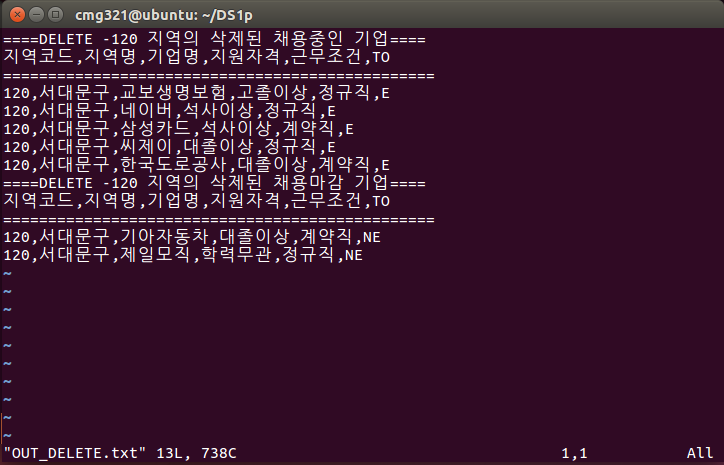 cmg321@ubuntu: ~/DS1p
====DELETE -120 지역의 삭제된 채용중인 기업====
지역코드,지역명,기업명,지원자격,근무조건,TO
================================================
120,서대문구,교보생명보험,고졸이상,정규직,E
120,서대문구,네이버,석사이상,정규직,E
120,서대문구,삼성카드,석사이상,계약직,E
120,서대문구,씨제이,대졸이상,정규직,E
120,서대문구,한국도로공사,대졸이상,계약직,E
====DELETE -120 지역의 삭제된 채용마감 기업====
지역코드,지역명,기업명,지원자격,근무조건,TO
================================================
120,서대문구,기아자동차,대졸이상,계약직,NE
120,서대문구,제일모직,학력무관,정규직,NE
~
~
~
~
~
~
~
~
~
~
"OUT_DELETE.txt" 13L, 738C 1,1 All